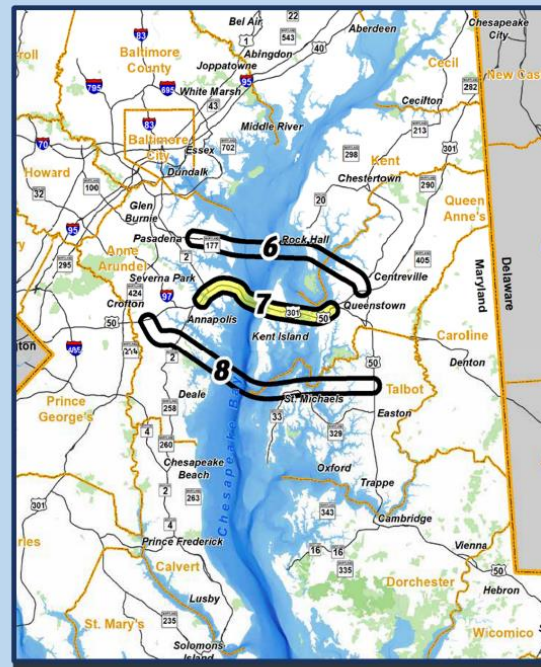 22
Aberdeen
Chesapeake
City
83
Bel Air
543
1
Abingdon
40
Cecil
Baltimore
County
Joppatowne
95
New Cas
795
695
White Marsh
282
43
Cecilton
213
83
Middle River
301
70
Baltimore
City
Essex
702
298
Kent
Howard
Dundalk
Chestertown
290
32
100
20
Queen
Anne's
Glen
Burnie
95
Pasadena
177
6
Rock Hall
405
2
Centreville
295
Anne
Arundel
Severna Park
Maryland
Delaware
424
97
7
Crofton
301
50
Queenstown
50
Annapolis
Kent Island
Caroline
50
Denton
8
2
Talbot
Prince
George's
Deale
St. Michaels
258
33
Easton
4
329
260
Chesapeake Bay
Chesapeake
Beach
Oxford
2
263
Trappe
301
343
4
Cambridge
Prince Frederick
Vienna
16
16
50
335
Calvert
Dorchester
Hebron
Lusby
St. Mary's
235
Wicomico
Solomons
Island